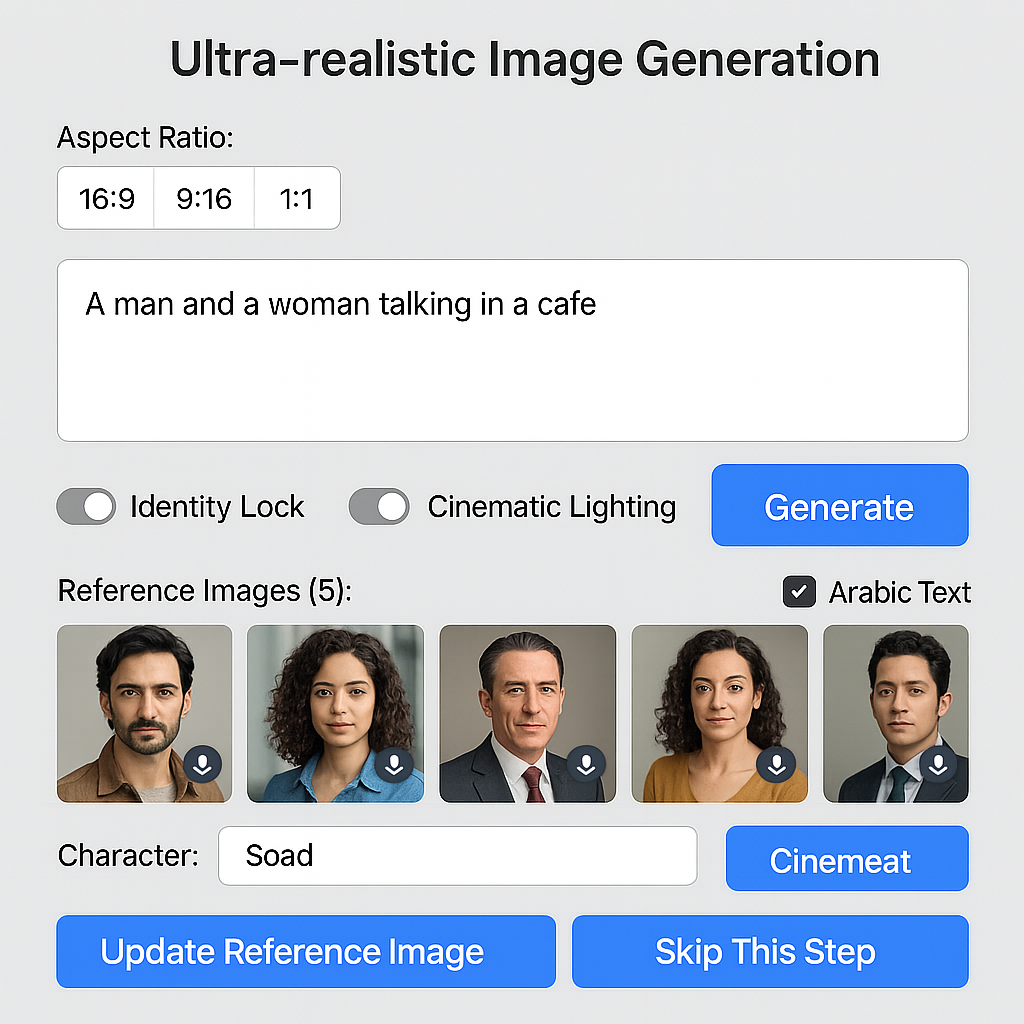 Ultra-realistic Image Generation
Aspect Ratio:
16:9 9:16 1:1
A man and a woman talking in a cafe
Identity Lock Cinematic Lighting Generate
Reference Images (5): Arabic Text
Character: Soad Cinemeat
Update Reference Image Skip This Step